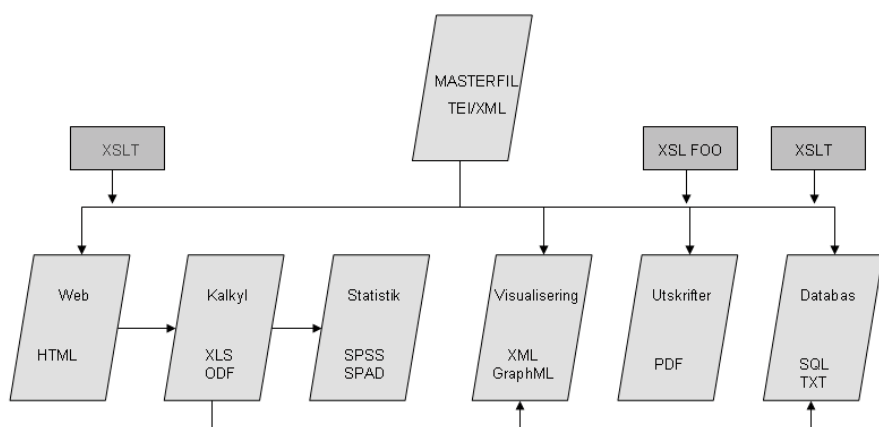 MASTERFIL
TEI/XML
XSLT
XSL FOO
XSLT
Web
HTML
Kalkyl
XLS
ODF
Statistik
SPSS
SPAD
Visualisering
XML
GraphML
Utskrifter
PDF
Databas
SQL
TXT